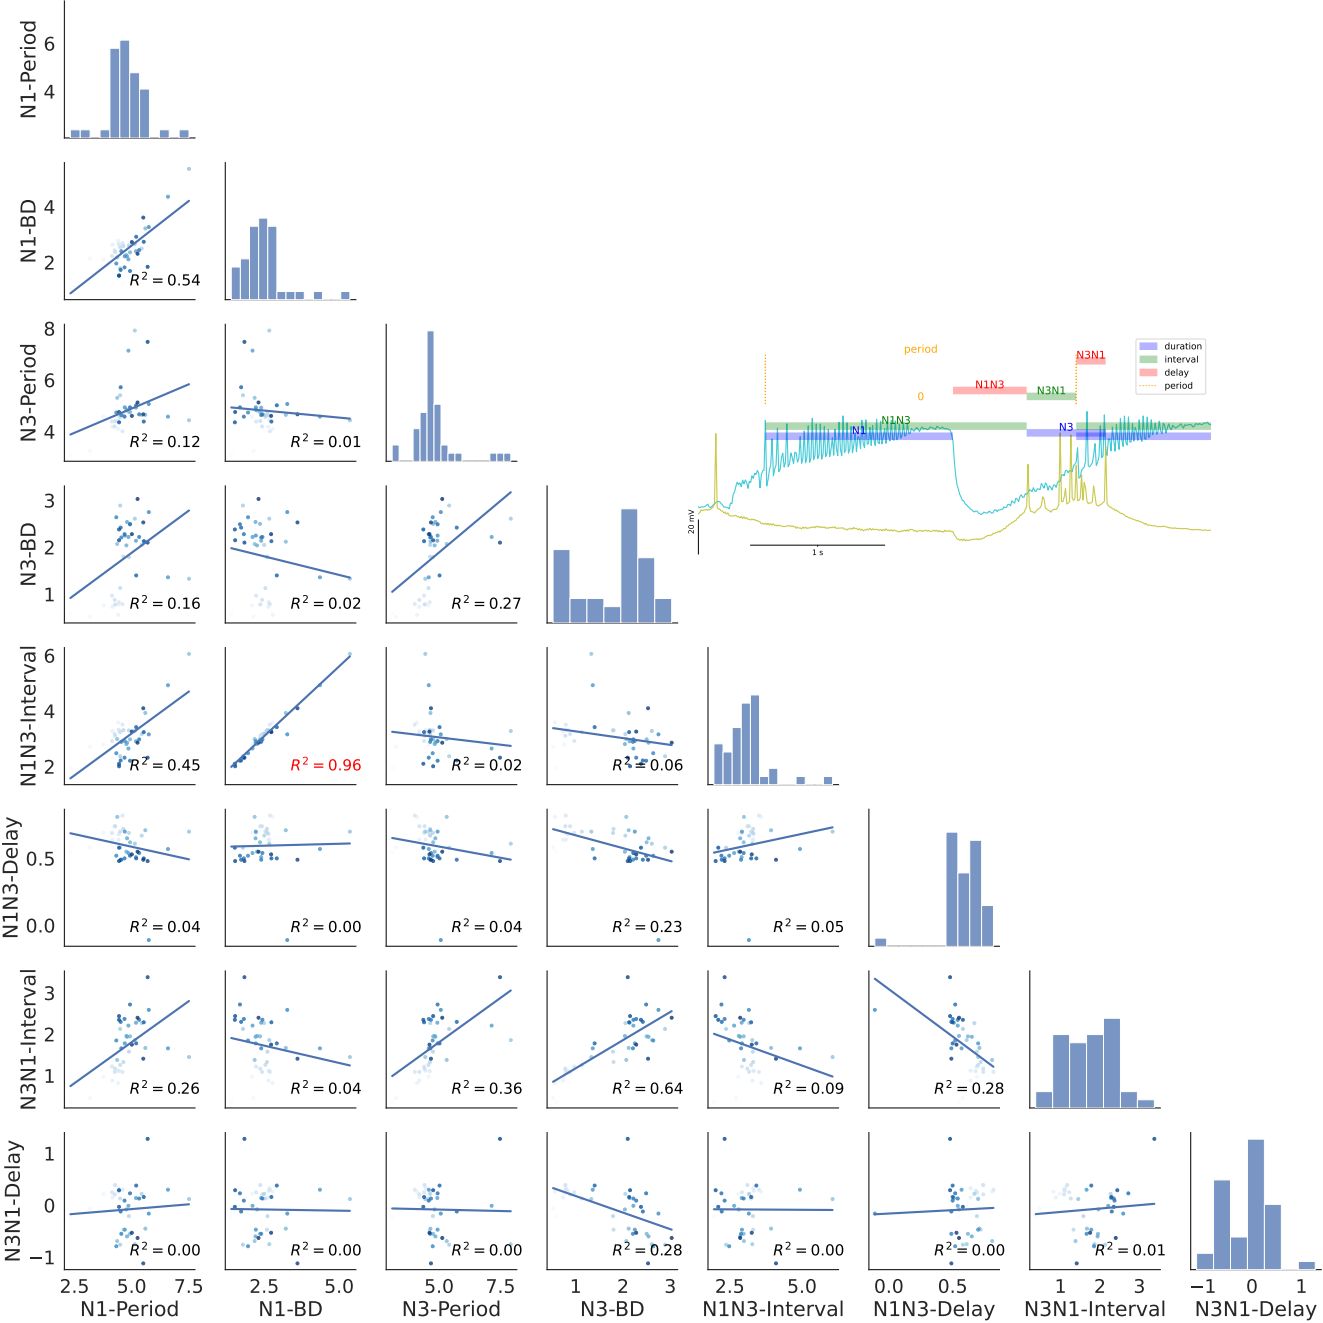 N1-Period
6
4
N1-BD
4
2
R² = 0.54
N3-Period
8
6
4
R² = 0.12
R² = 0.01
period
0
N1N3
N3N1
N3N1
duration
interval
delay
period
N1N3
N1
N3
20 mV
1 s
N3-BD
3
2
1
R² = 0.16
R² = 0.02
R² = 0.27
N1N3-Interval
6
4
2
R² = 0.45
R² = 0.96
R² = 0.02
R² = 0.06
N1N3-Delay
0.5
0.0
R² = 0.04
R² = 0.00
R² = 0.04
R² = 0.23
R² = 0.05
N3N1-Interval
3
2
1
R² = 0.26
R² = 0.04
R² = 0.36
R² = 0.64
R² = 0.09
R² = 0.28
N3N1-Delay
1
0
−1
R² = 0.00
R² = 0.00
R² = 0.00
R² = 0.28
R² = 0.00
R² = 0.00
R² = 0.01
2.5 5.0 7.5
2.5 5.0
5.0 7.5
1 2 3
2.5 5.0
0.0 0.5
1 2 3
−1 0 1
N1-Period
N1-BD
N3-Period
N3-BD
N1N3-Interval
N1N3-Delay
N3N1-Interval
N3N1-Delay